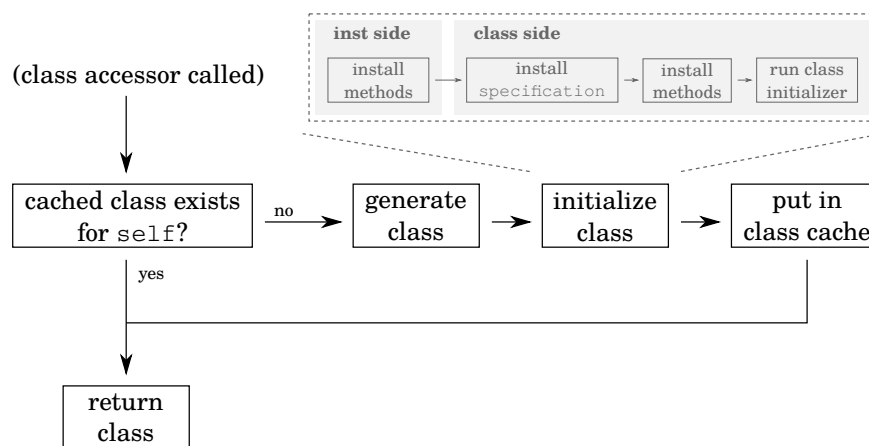 inst side
class side
install
methods
install
specification
install
methods
run class
initializer
(class accessor called)
cached class exists
for self?
no
generate
class
initialize
class
put in
class cache
yes
return
class